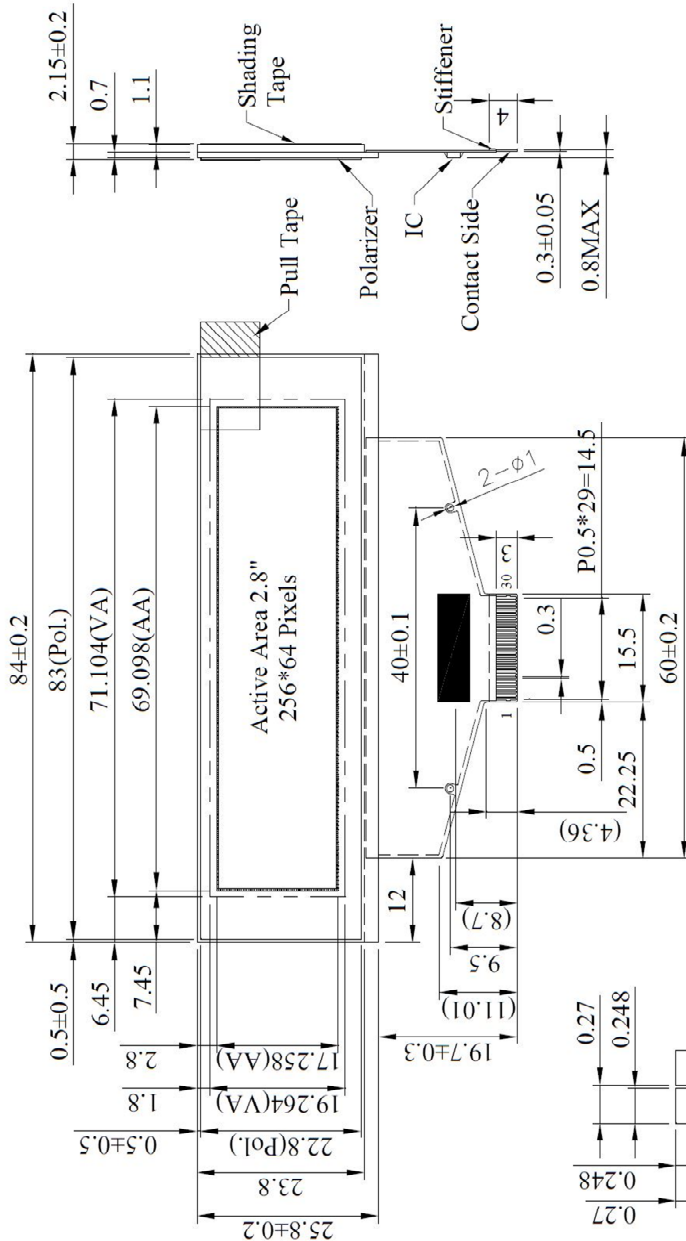 84±0.2
83(Pol.)
71.104(VA)
69.098(AA)
0.5±0.5
6.45
7.45
2.8
17.258(AA)
1.8
19.264(VA)
0.5±0.5
22.8(Pol.)
23.8
25.8±0.2
Active Area 2.8"
256*64 Pixels
Pull Tape
2.15±0.2
0.7
1.1
Shading
Tape
Polarizer
IC
Stiffener
Contact Side
4
0.3±0.05
0.8MAX
12
40±0.1
2-ø1
(8.7)
9.5
(11.01)
19.7±0.3
(4.36)
1
30
3
P0.5*29=14.5
0.3
0.5
15.5
22.25
60±0.2
0.27
0.248
0.248
0.27